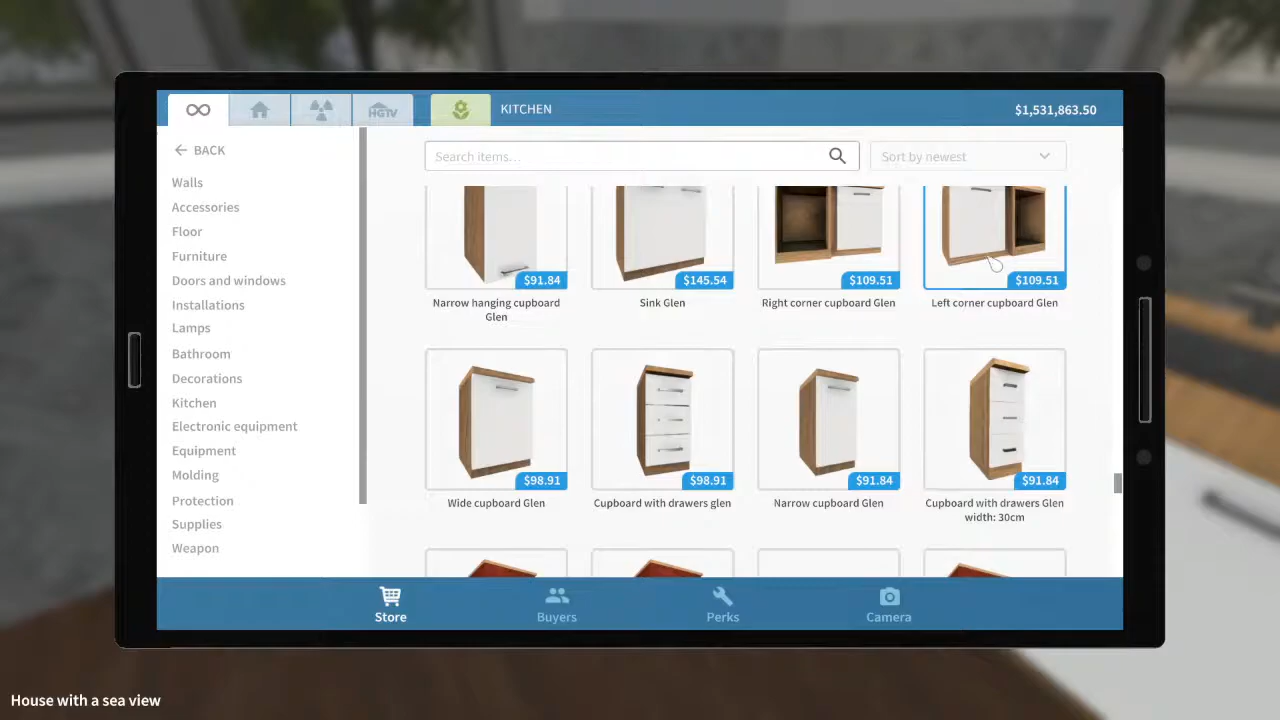 HGTV
KITCHEN
$1,531,863.50
BACK
Search items...
Sort by newest
Walls
Accessories
Floor
Furniture
Doors and windows
Installations
Lamps
Bathroom
Decorations
Kitchen
Electronic equipment
Equipment
Molding
Protection
Supplies
Weapon
$91.84
$145.54
$109.51
$109.51
Narrow hanging cupboard
Glen
Sink Glen
Right corner cupboard Glen
Left corner cupboard Glen
$98.91
$98.91
$91.84
$91.84
Wide cupboard Glen
Cupboard with drawers glen
Narrow cupboard Glen
Cupboard with drawers Glen
width: 30cm
Store
Buyers
Perks
Camera
House with a sea view